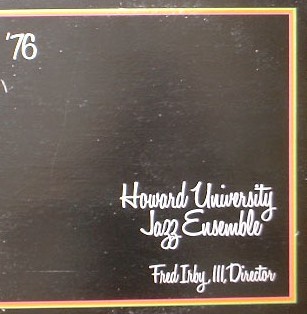 '76
Howard University
Jazz Ensemble
Fred Irby, III, Director